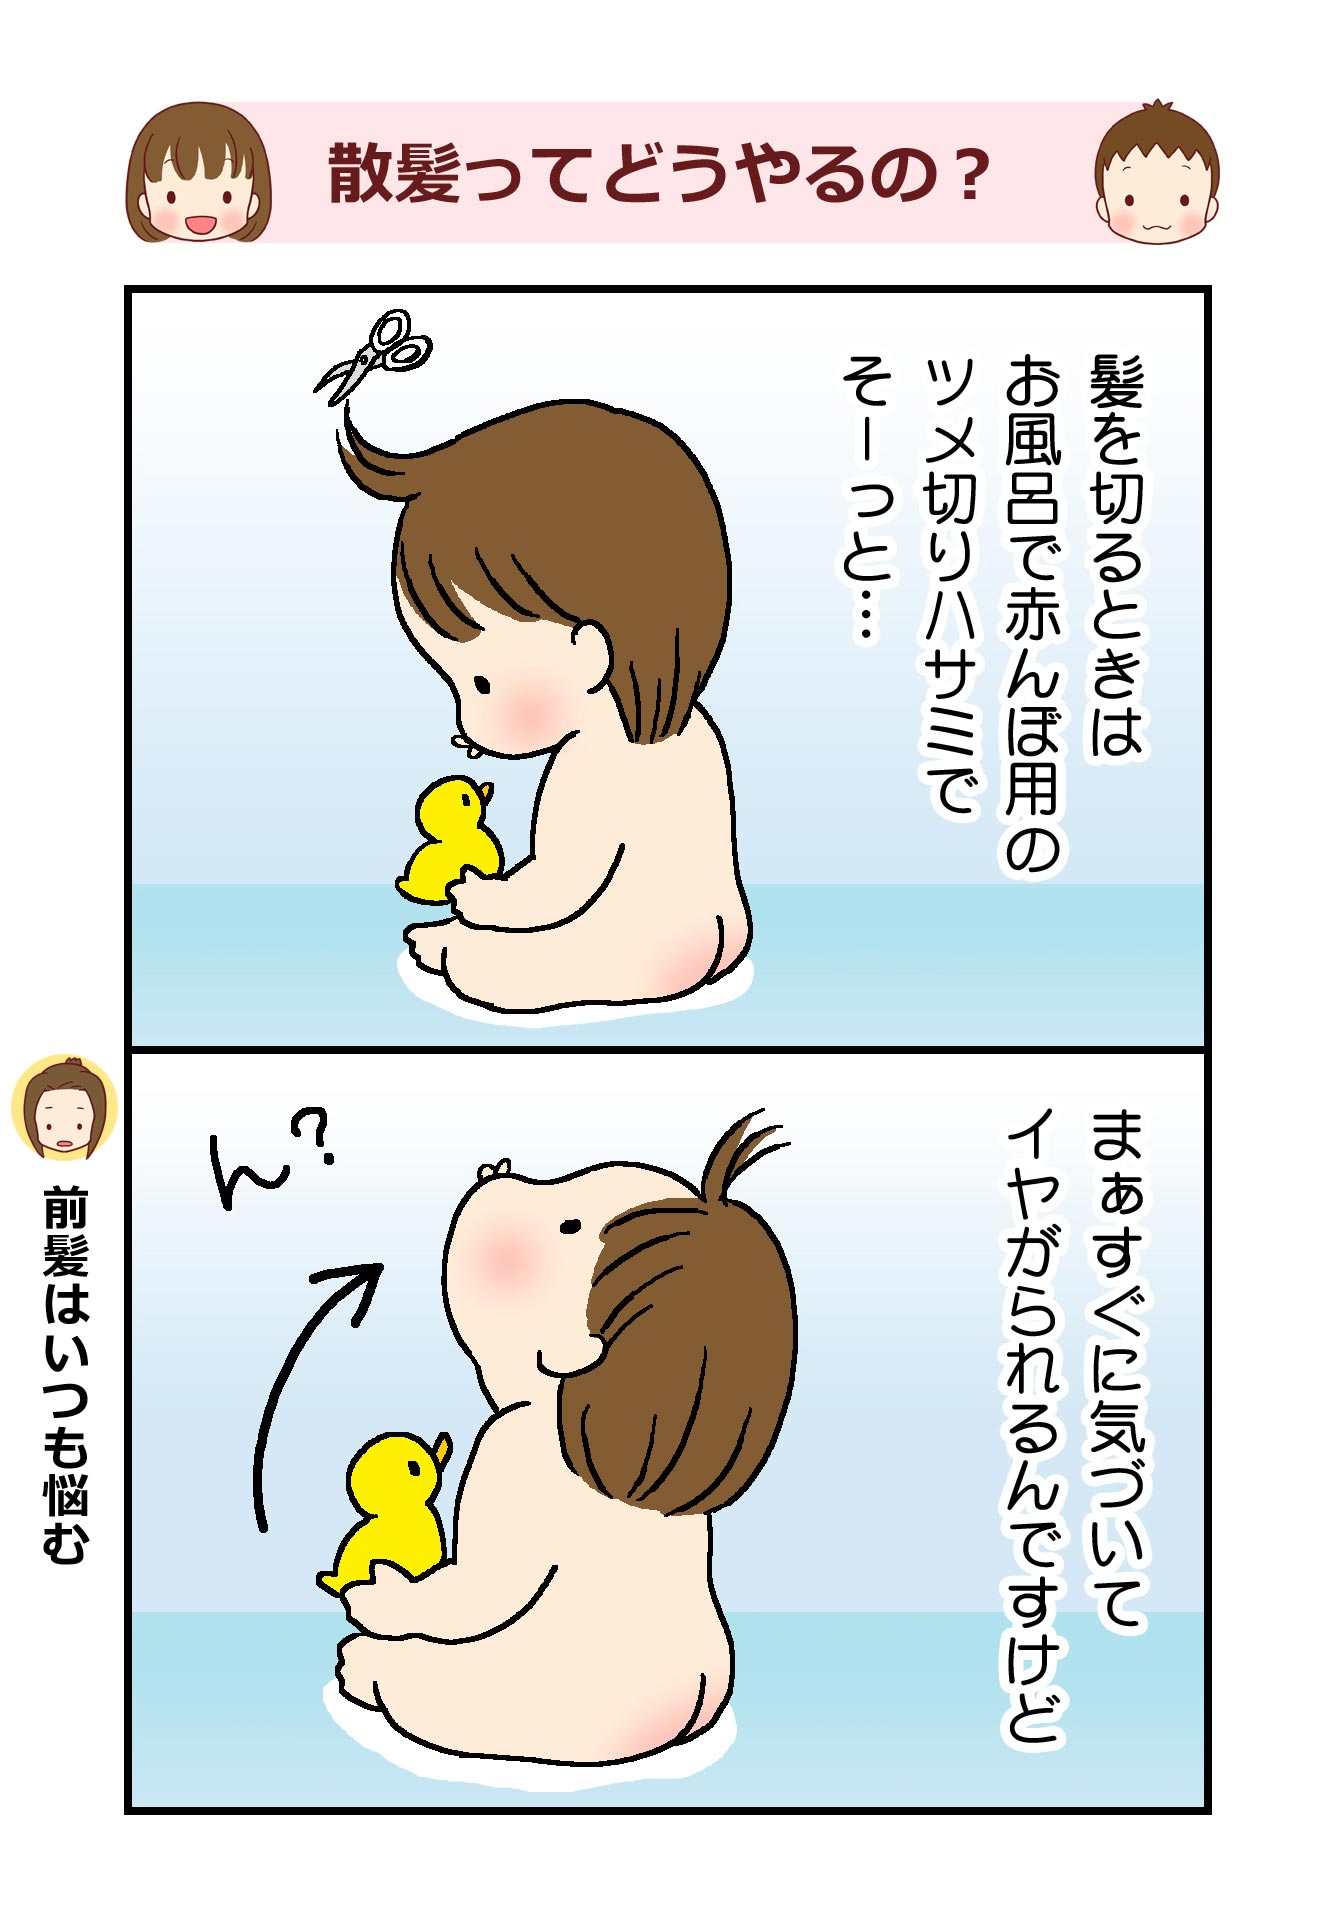 散髪ってどうやるの？
髪を切るときは
お風呂で赤んぼ用の
ツメ切りハサミで
そーっと…
まぁすぐに気づいて
イヤがられるんですけど
ん？
前髪はいつも悩む